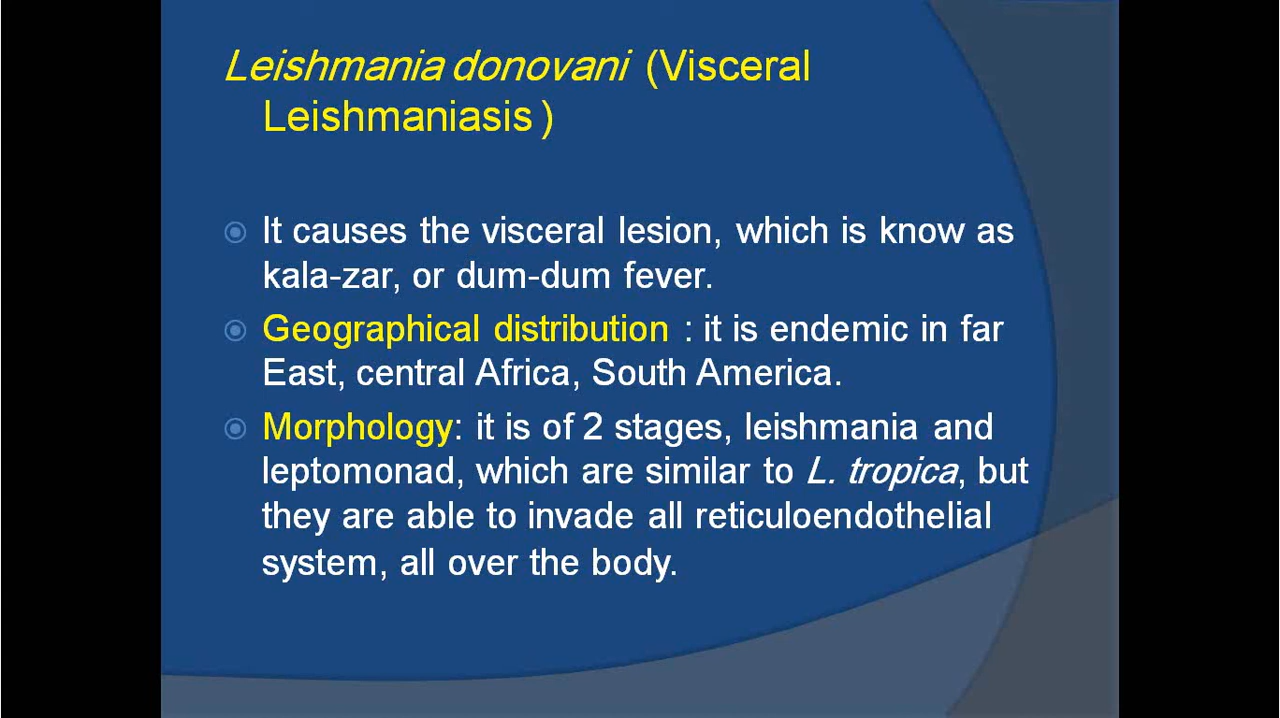 Leishmania donovani (Visceral
Leishmaniasis )
It causes the visceral lesion, which is know as
kala-zar, or dum-dum fever.
Geographical distribution : it is endemic in far
East, central Africa, South America.
Morphology: it is of 2 stages, leishmania and
leptomonad, which are similar to L. tropica, but
they are able to invade all reticuloendothelial
system, all over the body.